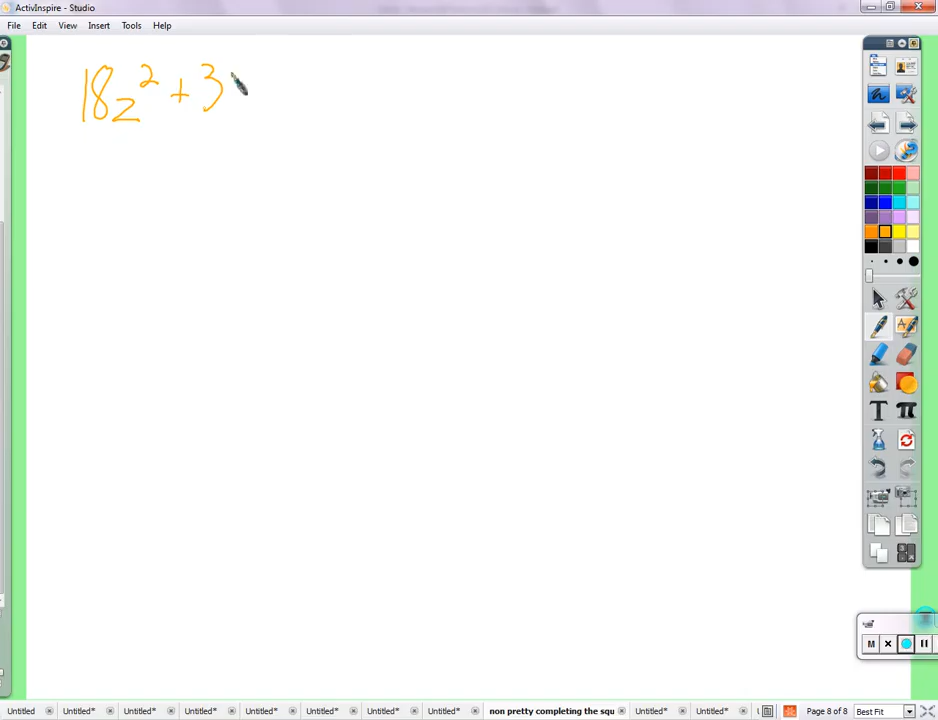 ActivInspire - Studio
File Edit View Insert Tools Help
18z² + 3
M
Untitled Untitled* Untitled* Untitled* Untitled* Untitled* Untitled* Untitled* non pretty completing the squ Untitled* Untitled* Page 8 of 8 Best Fit